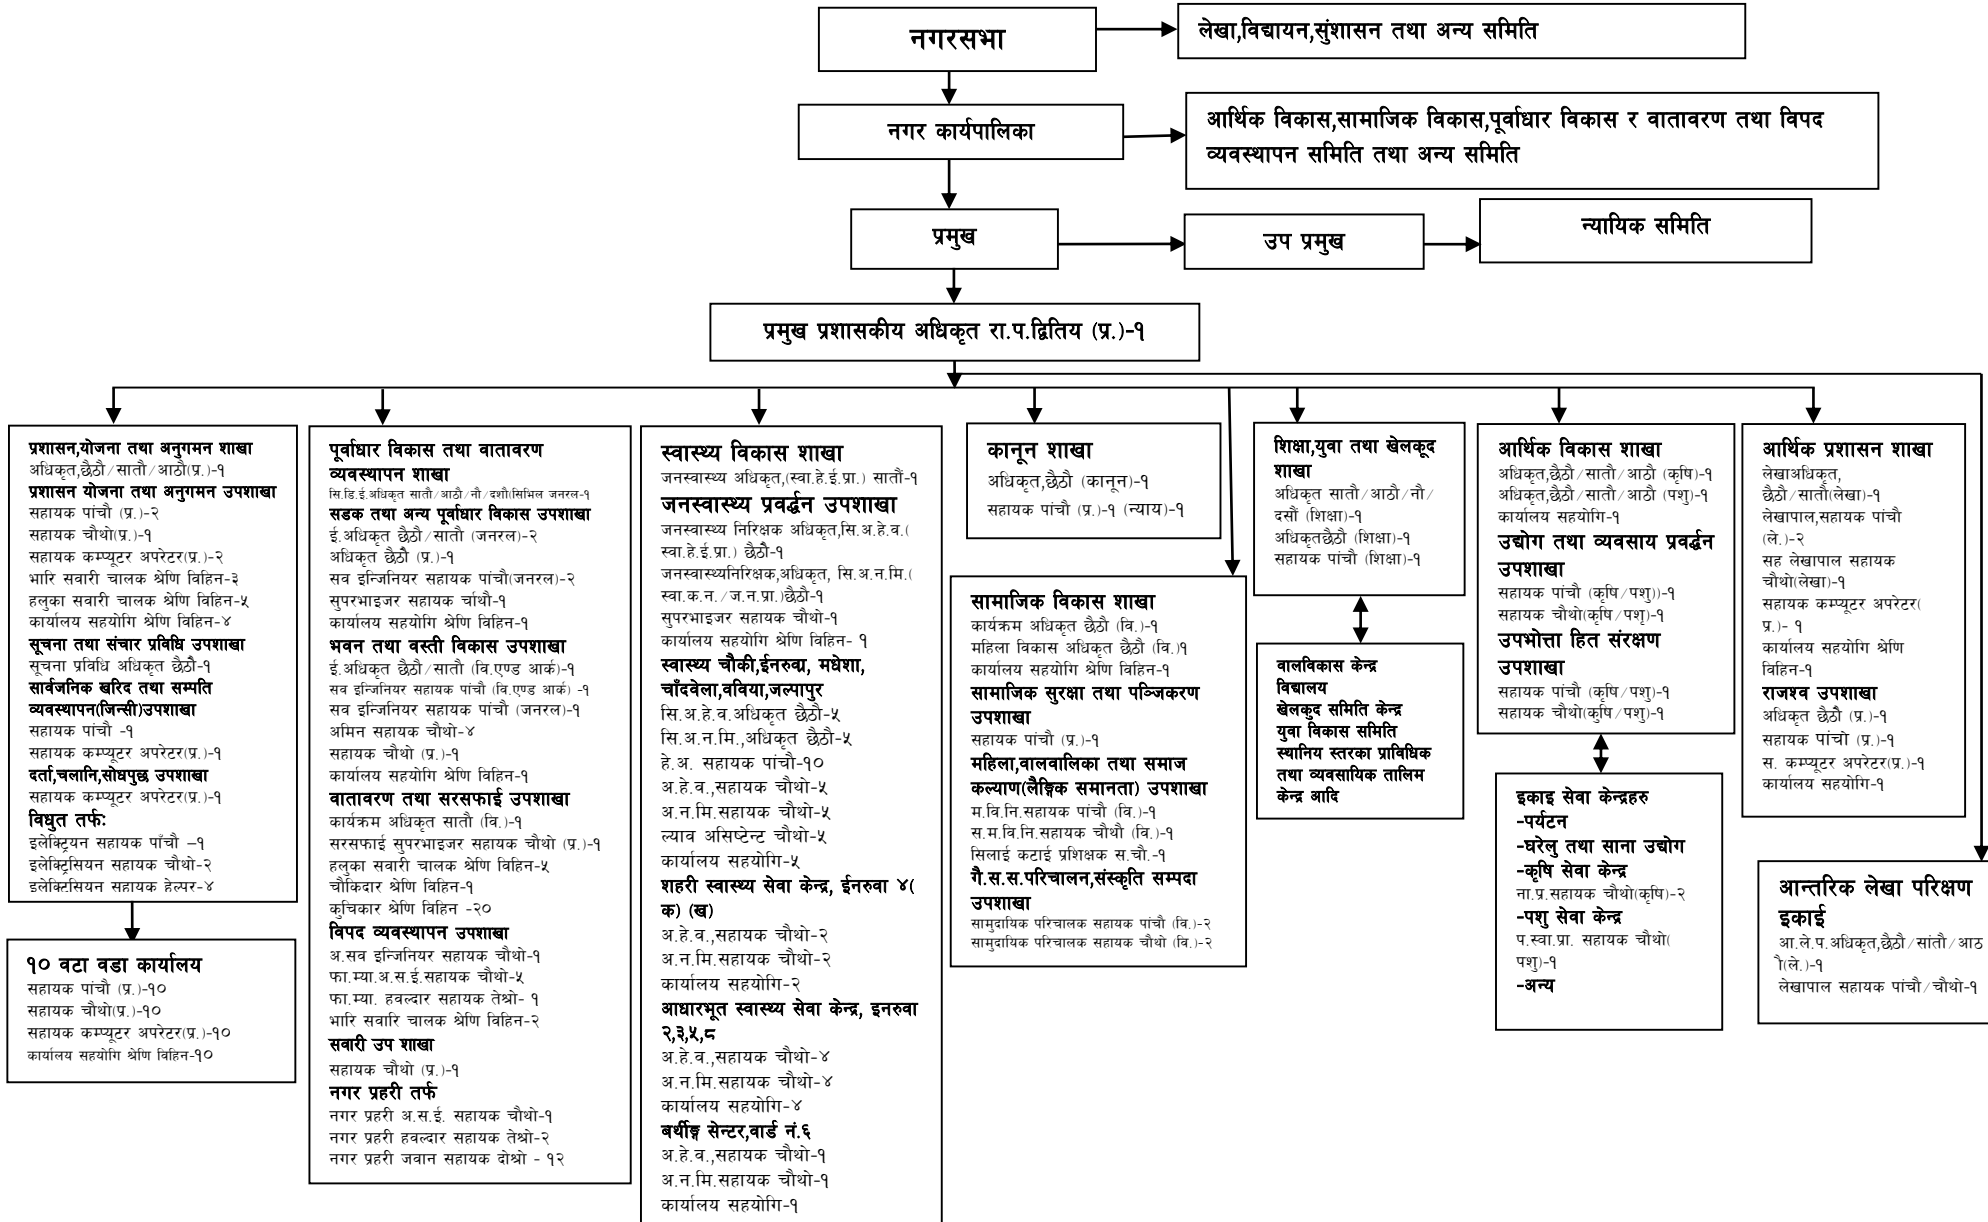 नगरसभा
लेखा,विद्यायन,सुंशासन तथा अन्य समिति
नगर कार्यपालिका
आर्थिक विकास,सामाजिक विकास,पूर्वाधार विकास र वातावरण तथा विपद
व्यवस्थापन समिति तथा अन्य समिति
प्रमुख
उप प्रमुख
न्यायिक समिति
प्रमुख प्रशासकीय अधिकृत रा.प.द्वितिय (प्र.)-१
प्रशासन,योजना तथा अनुगमन शाखा
अधिकृत,छैठौ/सातौ/आठौ(प्र.)-१
प्रशासन योजना तथा अनुगमन उपशाखा
सहायक पांचौ (प्र.)-२
सहायक चौथो(प्र.)-१
सहायक कम्प्यूटर अपरेटर(प्र.)-२
भारि सवारी चालक श्रेणि विहिन-३
हलुका सवारी चालक श्रेणि विहिन-५
कार्यालय सहयोगि श्रेणि विहिन-४
सूचना तथा संचार प्रविधि उपशाखा
सूचना प्रविधि अधिकृत छैठौ-१
सार्वजनिक खरिद तथा सम्पति
व्यवस्थापन(जिन्सी)उपशाखा
सहायक पांचौ -१
सहायक कम्प्यूटर अपरेटर(प्र.)-१
दर्ता,चलानि,सोधपुछ उपशाखा
सहायक कम्प्यूटर अपरेटर(प्र.)-१
विधुत तर्फः
इलेक्ट्रियन सहायक पाँचौ –१
इलेक्ट्रिसियन सहायक चौथो-२
इलेक्टिसियन सहायक हेल्पर-४
१० वटा वडा कार्यालय
सहायक पांचौ (प्र.)-१०
सहायक चौथो(प्र.)-१०
सहायक कम्प्यूटर अपरेटर(प्र.)-१०
कार्यालय सहयोगि श्रेणि विहिन-१०
पूर्वाधार विकास तथा वातावरण
व्यवस्थापन शाखा
सि.डि.ई.अधिकृत सातौ/आठौ/नौ/दशौ(सिभिल जनरल-१
सडक तथा अन्य पूर्वाधार विकास उपशाखा
ई.अधिकृत छैठौ/सातौ (जनरल)-२
अधिकृत छैठौ (प्र.)-१
सव इन्जिनियर सहायक पांचौ(जनरल)-२
सुपरभाइजर सहायक चाथौ-१
कार्यालय सहयोगि श्रेणि विहिन-१
भवन तथा वस्ती विकास उपशाखा
ई.अधिकृत छैठौ/सातौ (वि.एण्ड आर्क)-१
सव इन्जिनियर सहायक पांचौ (वि.एण्ड आर्क) -१
सव इन्जिनियर सहायक पांचौ (जनरल)-१
अमिन सहायक चौथो-४
सहायक चौथो (प्र.)-१
कार्यालय सहयोगि श्रेणि विहिन-१
वातावरण तथा सरसफाई उपशाखा
कार्यक्रम अधिकृत सातौ (वि.)-१
सरसफाई सुपरभाइजर सहायक चौथो (प्र.)-१
हलुका सवारी चालक श्रेणि विहिन-५
चौकिदार श्रेणि विहिन-१
कुचिकार श्रेणि विहिन -२०
विपद व्यवस्थापन उपशाखा
अ.सव इन्जिनियर सहायक चौथो-१
फा.म्या.अ.स.ई.सहायक चौथो-५
फा.म्या. हवल्दार सहायक तेश्रो- १
भारि सवारि चालक श्रेणि विहिन-२
सवारी उप शाखा
सहायक चौथो (प्र.)-१
नगर प्रहरी तर्फ
नगर प्रहरी अ.स.ई. सहायक चौथो-१
नगर प्रहरी हवल्दार सहायक तेश्रो-२
नगर प्रहरी जवान सहायक दोश्रो - १२
स्वास्थ्य विकास शाखा
जनस्वास्थ्य अधिकृत,(स्वा.हे.ई.प्रा.) सातौं-१
जनस्वास्थ्य प्रवर्द्धन उपशाखा
जनस्वास्थ्य निरिक्षक अधिकृत,सि.अ.हे.व.(
स्वा.हे.ई.प्रा.) छैठौ-१
जनस्वास्थ्यनिरिक्षक,अधिकृत, सि.अ.न.मि.(
स्वा.क.न./ज.न.प्रा.)छैठौ-१
सुपरभाइजर सहायक चौथो-१
कार्यालय सहयोगि श्रेणि विहिन- १
स्वास्थ्य चौकी,ईनरुवा, मधेशा,
चाँदवेला,वविया,जल्पापुर
सि.अ.हे.व.अधिकृत छैठौ-५
सि.अ.न.मि.,अधिकृत छैठौ-५
हे.अ. सहायक पांचौ-१०
अ.हे.व.,सहायक चौथो-५
अ.न.मि.सहायक चौथो-५
ल्याव असिष्टेन्ट चौथो-५
कार्यालय सहयोगि-५
शहरी स्वास्थ्य सेवा केन्द्र, ईनरुवा ४(
क) (ख)
अ.हे.व.,सहायक चौथो-२
अ.न.मि.सहायक चौथो-२
कार्यालय सहयोगि-२
आधारभूत स्वास्थ्य सेवा केन्द्र, इनरुवा
२,३,५,८
अ.हे.व.,सहायक चौथो-४
अ.न.मि.सहायक चौथो-४
कार्यालय सहयोगि-४
बर्थीङ्ग सेन्टर,वार्ड नं.६
अ.हे.व.,सहायक चौथो-१
अ.न.मि.सहायक चौथो-१
कार्यालय सहयोगि-१
कानून शाखा
अधिकृत,छैठौ (कानून)-१
सहायक पांचौ (प्र.)-१ (न्याय)-१
सामाजिक विकास शाखा
कार्यक्रम अधिकृत छैठौ (वि.)-१
महिला विकास अधिकृत छैठौ (वि.)१
कार्यालय सहयोगि श्रेणि विहिन-१
सामाजिक सुरक्षा तथा पञ्जिकरण
उपशाखा
सहायक पांचौ (प्र.)-१
महिला,वालवालिका तथा समाज
कल्याण(लैङ्गिक समानता) उपशाखा
म.वि.नि.सहायक पांचौ (वि.)-१
स.म.वि.नि.सहायक चौथौ (वि.)-१
सिलाई कटाई प्रशिक्षक स.चौ.-१
गै.स.स.परिचालन,संस्कृति सम्पदा
उपशाखा
सामुदायिक परिचालक सहायक पांचौ (वि.)-२
सामुदायिक परिचालक सहायक चौथो (वि.)-२
शिक्षा,युवा तथा खेलकूद
शाखा
अधिकृत सातौ/आठौ/नौ/
दसौं (शिक्षा)-१
अधिकृतछैठौ (शिक्षा)-१
सहायक पांचौ (शिक्षा)-१
वालविकास केन्द्र
विद्यालय
खेलकुद समिति केन्द्र
युवा विकास समिति
स्थानिय स्तरका प्राविधिक
तथा व्यवसायिक तालिम
केन्द्र आदि
आर्थिक विकास शाखा
अधिकृत,छैठौ/सातौ/आठौ (कृषि)-१
अधिकृत,छैठौ/सातौ/आठौ (पशु)-१
कार्यालय सहयोगि-१
उद्योग तथा व्यवसाय प्रवर्द्धन
उपशाखा
सहायक पांचौ (कृषि/पशु))-१
सहायक चौथो(कृषि/पशु)-१
उपभोत्ता हित संरक्षण
उपशाखा
सहायक पांचौ (कृषि/पशु)-१
सहायक चौथो(कृषि/पशु)-१
इकाइ सेवा केन्द्रहरु
-पर्यटन
-घरेलु तथा साना उद्योग
-कृषि सेवा केन्द्र
ना.प्र.सहायक चौथो(कृषि)-२
-पशु सेवा केन्द्र
प.स्वा.प्रा. सहायक चौथो(
पशु)-१
-अन्य
आर्थिक प्रशासन शाखा
लेखाअधिकृत,
छैठौ/सातौ(लेखा)-१
लेखापाल,सहायक पांचौ
(ले.)-२
सह लेखापाल सहायक
चौथो(लेखा)-१
सहायक कम्प्यूटर अपरेटर(
प्र.)- १
कार्यालय सहयोगि श्रेणि
विहिन-१
राजश्व उपशाखा
अधिकृत छैठौ (प्र.)-१
सहायक पांचो (प्र.)-१
स. कम्प्यूटर अपरेटर(प्र.)-१
कार्यालय सहयोगि-१
आन्तरिक लेखा परिक्षण
इकाई
आ.ले.प.अधिकृत,छैठौ/सांतौ/आठ
ौ(ले.)-१
लेखापाल सहायक पांचौ/चौथो-१